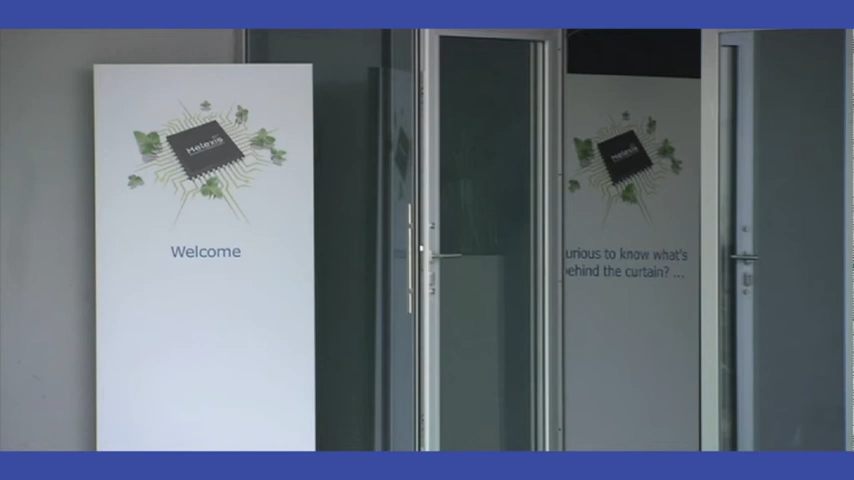 Melexis
Welcome
Melexis
urious to know what's
ehind the curtain? ...